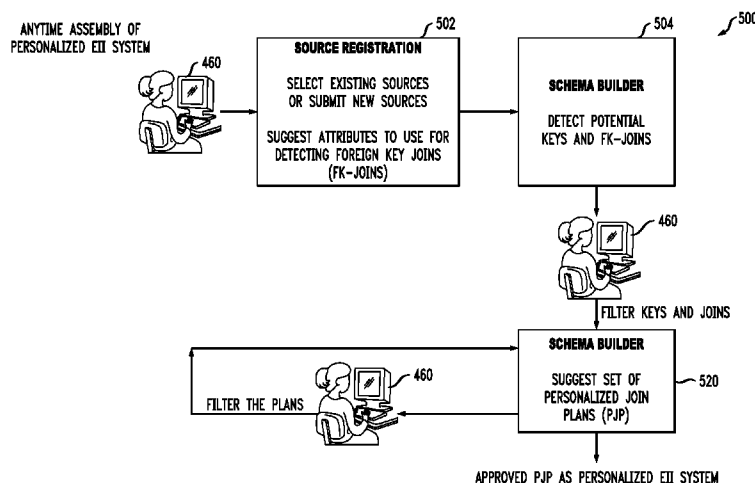 ANYTIME ASSEMBLY OF
PERSONALIZED EII SYSTEM
460
502
SOURCE REGISTRATION
SELECT EXISTING SOURCES
OR SUBMIT NEW SOURCES
SUGGEST ATTRIBUTES TO USE FOR
DETECTING FOREIGN KEY JOINS
(FK-JOINS)
504
SCHEMA BUILDER
DETECT POTENTIAL
KEYS AND FK-JOINS
500
460
FILTER KEYS AND JOINS
SCHEMA BUILDER
SUGGEST SET OF
PERSONALIZED JOIN
PLANS (PJP)
520
460
FILTER THE PLANS
APPROVED PJP AS PERSONALIZED EII SYSTEM